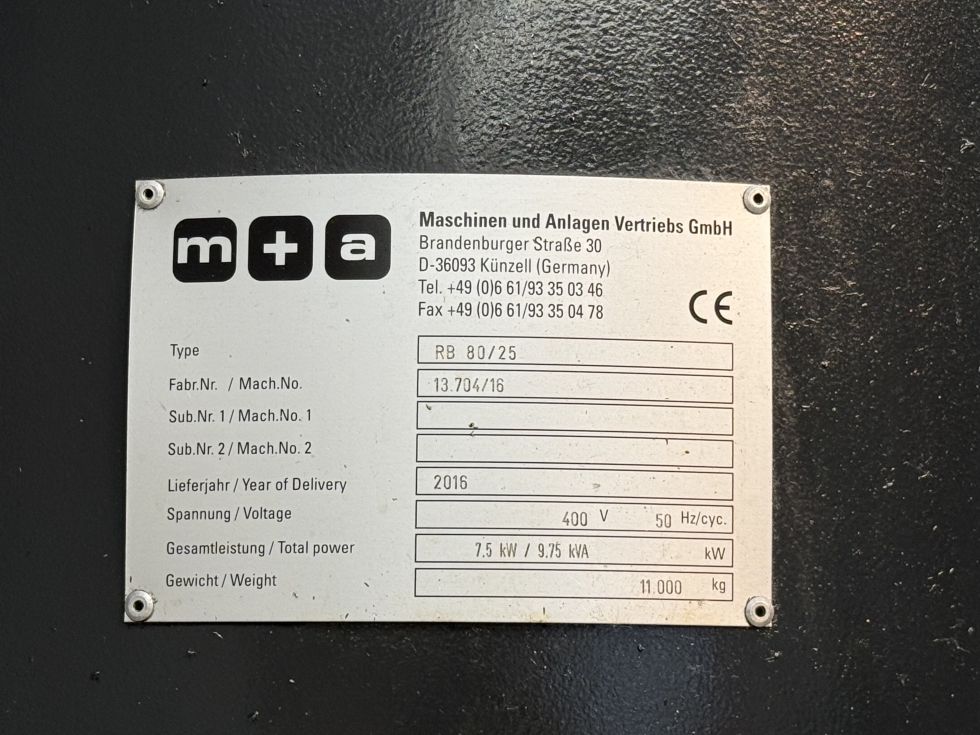 m + a
Maschinen und Anlagen Vertriebs GmbH
Brandenburger Straße 30
D-36093 Künzell (Germany)
Tel. +49 (0)6 61/93 35 03 46
Fax +49 (0)6 61/93 35 04 78
CE
Type RB 80/25
Fabr.Nr. / Mach.No. 13.704/16
Sub.Nr. 1 / Mach.No. 1
Sub.Nr. 2 / Mach.No. 2
Lieferjahr / Year of Delivery 2016
Spannung / Voltage 400 V 50 Hz/cyc.
Gesamtleistung / Total power 7.5 kW / 9.75 kVA kW
Gewicht / Weight 11.000 kg